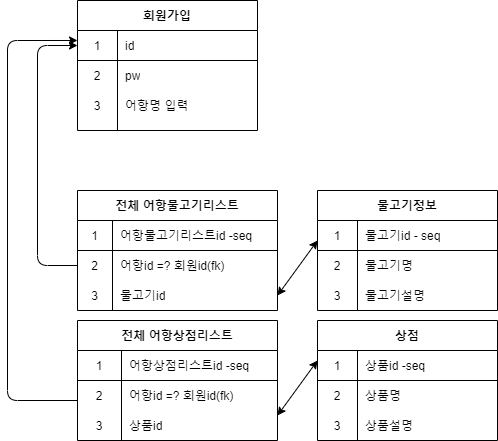 회원가입
1 id
2 pw
3 어항명 입력
전체 어항물고기리스트
1 어항물고기리스트id -seq
2 어항id =? 회원id(fk)
3 물고기id
물고기정보
1 물고기id - seq
2 물고기명
3 물고기설명
전체 어항상점리스트
1 어항상점리스트id -seq
2 어항id =? 회원id(fk)
3 상품id
상점
1 상품id -seq
2 상품명
3 상품설명